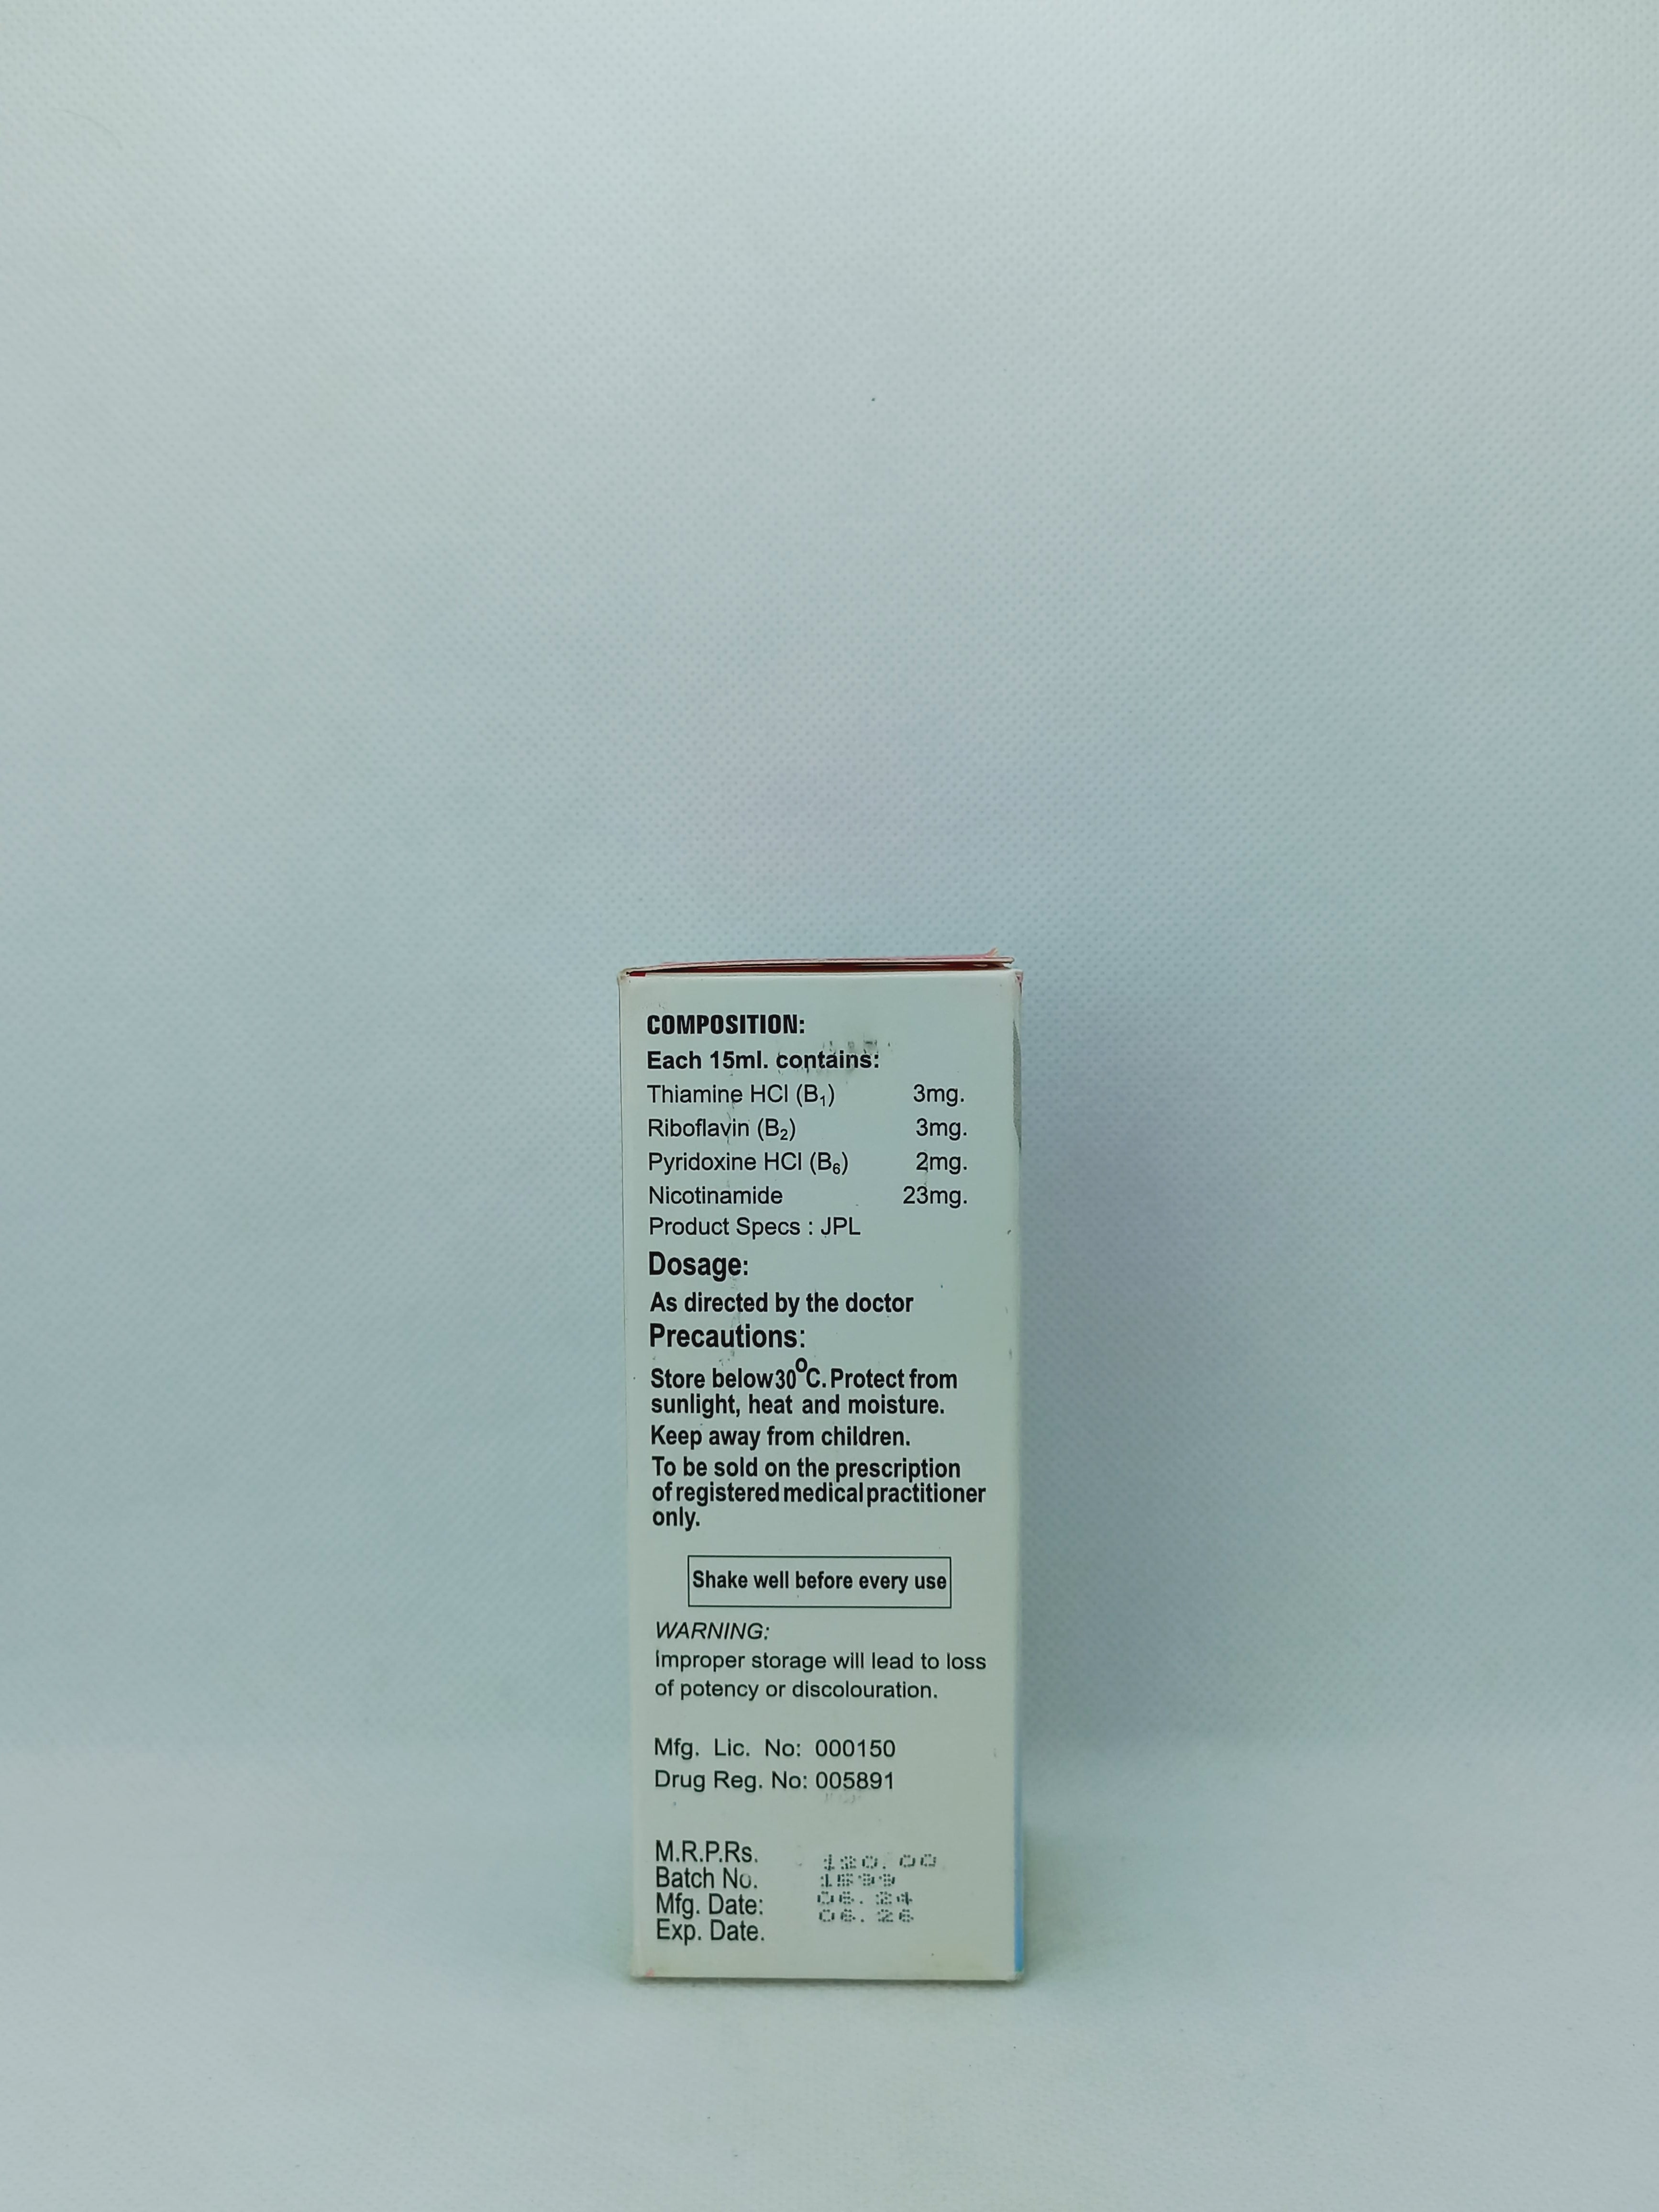 COMPOSITION:
Each 15ml. contains:
Thiamine HCl (B₁) 3mg.
Riboflavin (B₂) 3mg.
Pyridoxine HCl (B₆) 2mg.
Nicotinamide 23mg.
Product Specs : JPL
Dosage:
As directed by the doctor
Precautions:
Store below 30°C. Protect from
sunlight, heat and moisture.
Keep away from children.
To be sold on the prescription
of registered medical practitioner
only.
Shake well before every use
WARNING:
Improper storage will lead to loss
of potency or discolouration.
Mfg. Lic. No: 000150
Drug Reg. No: 005891
M.R.P.Rs. 120.00
Batch No. 1599
Mfg. Date: 06.24
Exp. Date. 06.26